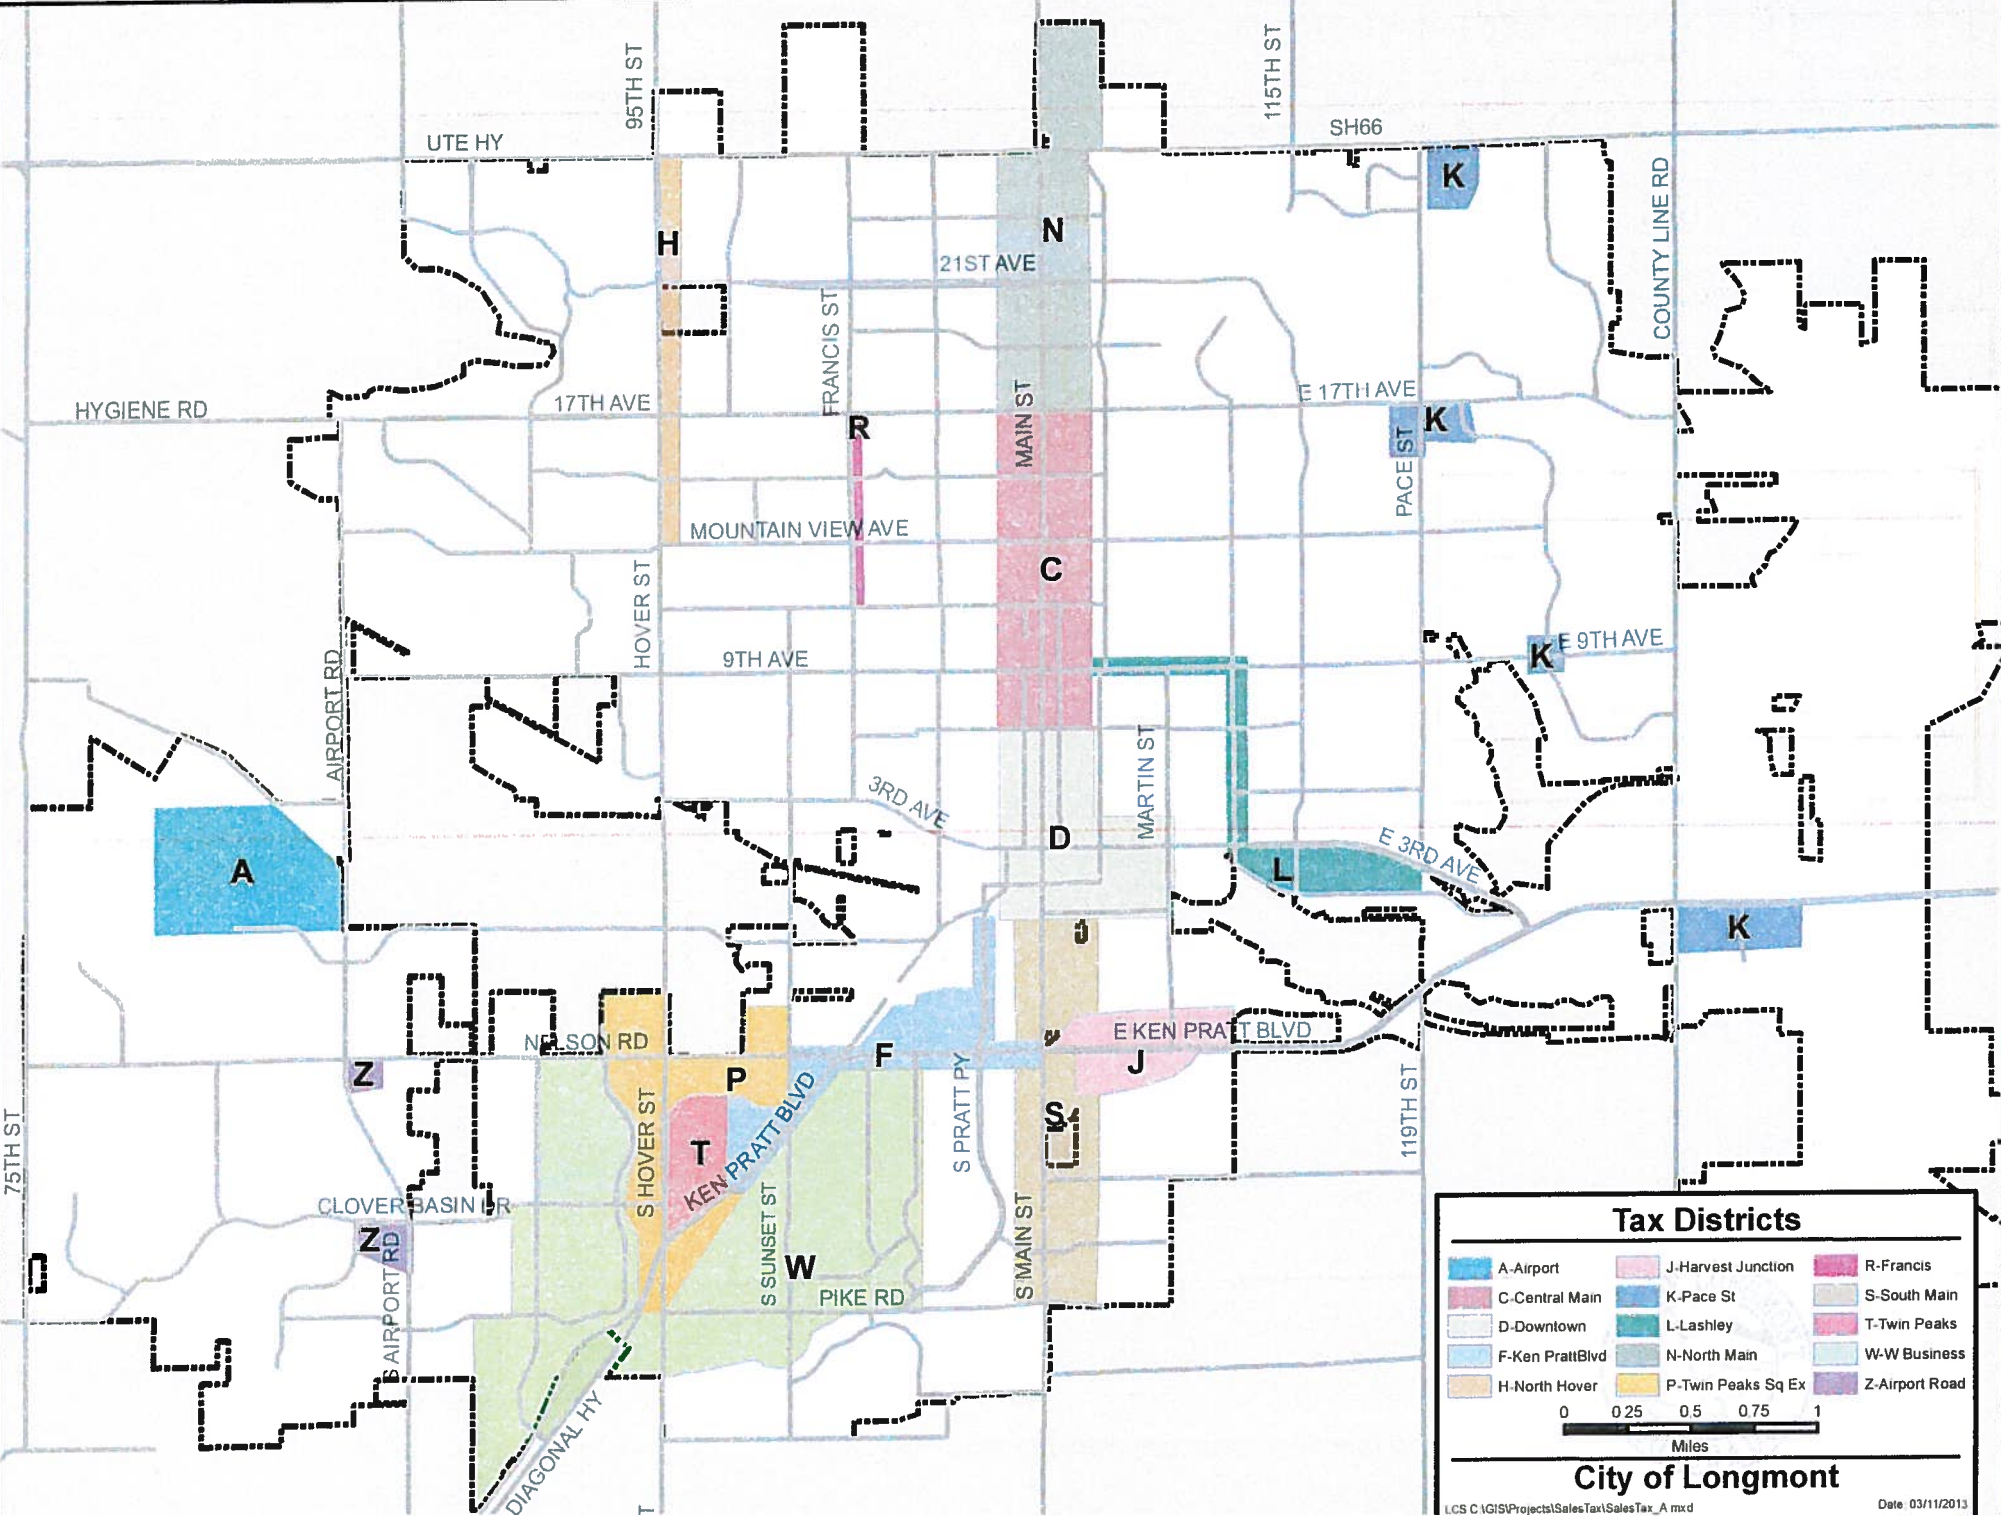 95TH ST
115TH ST
UTE HY
SH66
K
COUNTY LINE RD
H
N
21ST AVE
FRANCIS ST
HYGIENE RD
17TH AVE
MAIN ST
E 17TH AVE
R
K
PACE ST
MOUNTAIN VIEW AVE
C
HOVER ST
9TH AVE
E 9TH AVE
K
AIRPORT RD
MARTIN ST
3RD AVE
D
E 3RD AVE
A
L
K
NELSON RD
E KEN PRATT BLVD
F
J
Z
P
S PRATT PY
S
119TH ST
75TH ST
S HOVER ST
T
KEN PRATT BLVD
CLOVER BASIN DR
Z
S AIRPORT RD
S SUNSET ST
W
PIKE RD
S MAIN ST
DIAGONAL HY
Tax Districts
A-Airport
C-Central Main
D-Downtown
F-Ken PrattBlvd
H-North Hover
J-Harvest Junction
K-Pace St
L-Lashley
N-North Main
P-Twin Peaks Sq Ex
R-Francis
S-South Main
T-Twin Peaks
W-W Business
Z-Airport Road
0 0.25 0.5 0.75 1
Miles
City of Longmont
LCS C:\GIS\Projects\SalesTax\SalesTax_A.mxd
Date: 03/11/2013